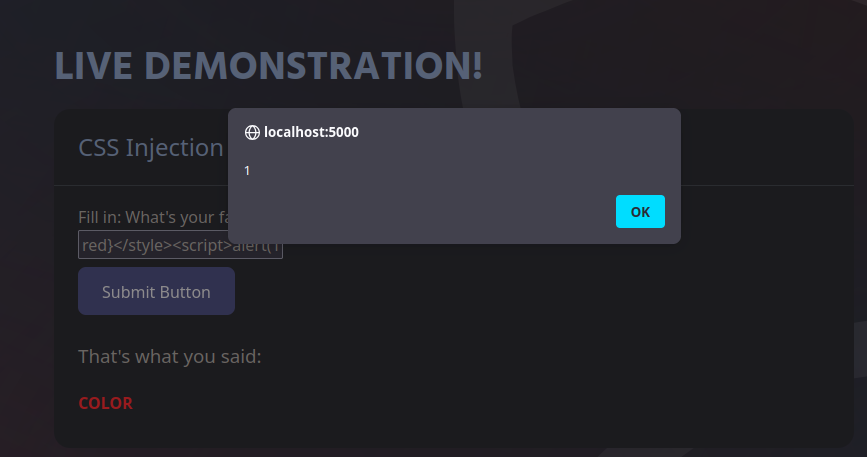 LIVE DEMONSTRATION!
localhost:5000
CSS Injection
1
Fill in: What's your fa
OK
red}</style><script>alert(1
Submit Button
That's what you said:
COLOR